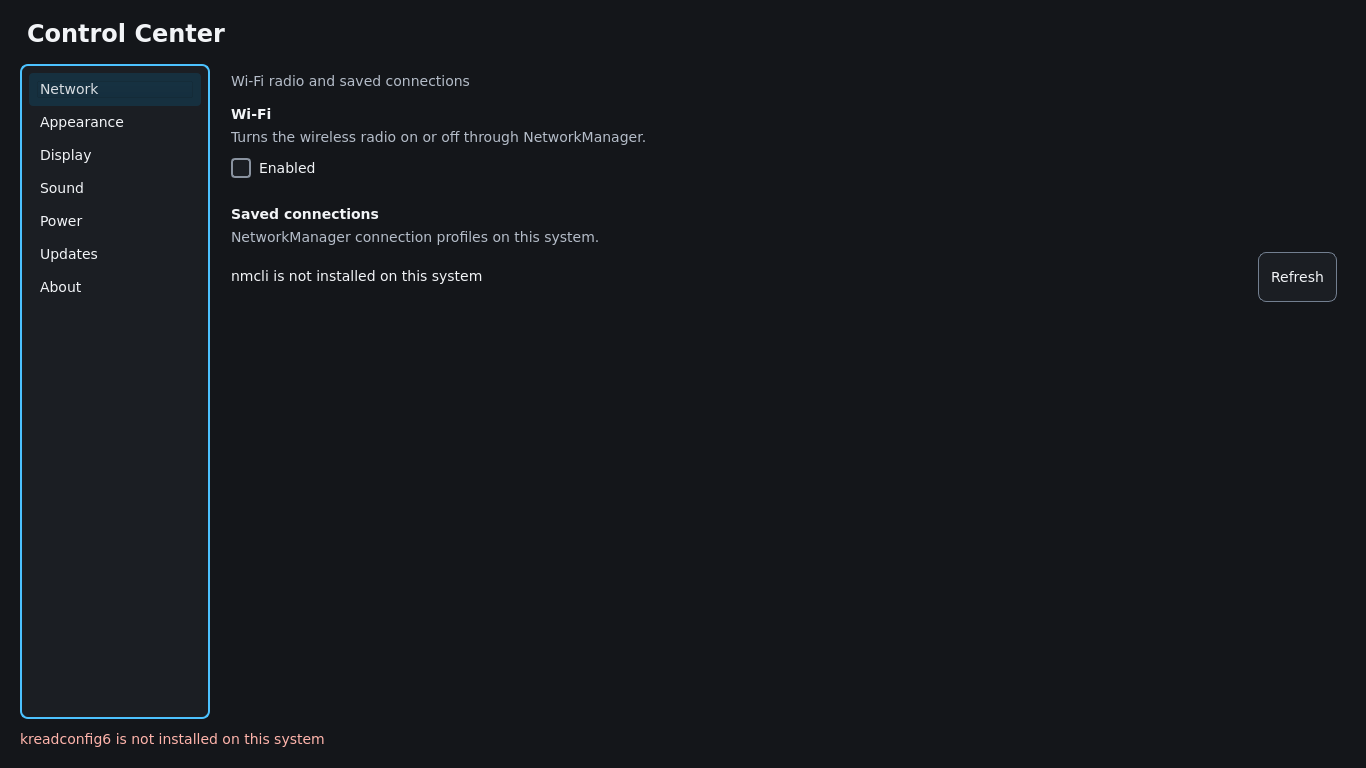 Control Center
Network
Appearance
Display
Sound
Power
Updates
About
Wi-Fi radio and saved connections
Wi-Fi
Turns the wireless radio on or off through NetworkManager.
Enabled
Saved connections
NetworkManager connection profiles on this system.
nmcli is not installed on this system
Refresh
kreadconfig6 is not installed on this system